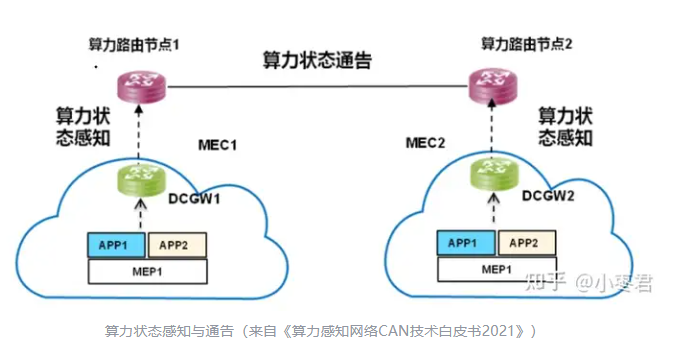 算力路由节点1
算力路由节点2
算力状态通告
算力状
态感知
算力状
态感知
MEC1
MEC2
DCGW1
DCGW2
APP1
APP2
MEP1
APP1
APP2
MEP1
知乎 @小枣君
算力状态感知与通告（来自《算力感知网络CAN技术白皮书2021》）